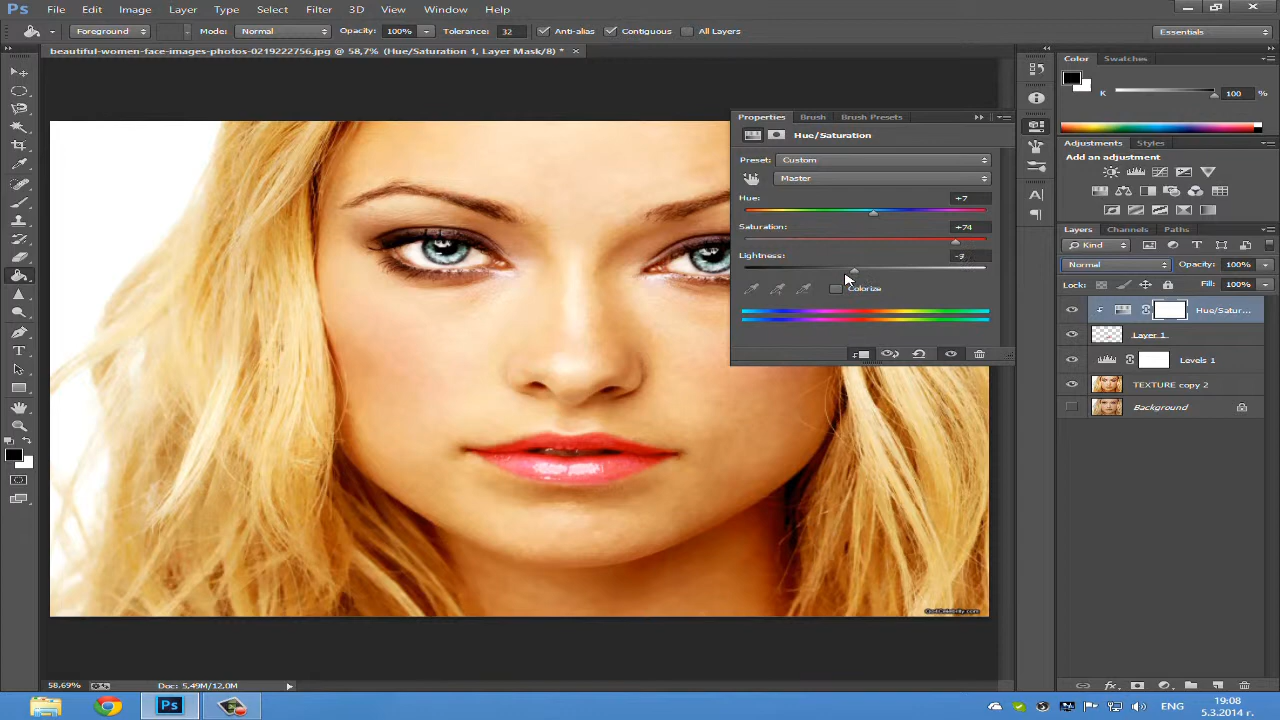 Ps File Edit Image Layer Type Select Filter 3D View Window Help
Foreground Mode: Normal Opacity: 100% Tolerance: 32 Anti-alias Contiguous All Layers Essentials
beautiful-women-face-images-photos-0219222756.jpg @ 58,7% (Hue/Saturation 1, Layer Mask/8) *
Color Swatches
K 100 %
Properties Brush Brush Presets
Hue/Saturation
Preset: Custom
Master
Hue: +7
Saturation: +74
Lightness: -3
Colorize
Adjustments Styles
Add an adjustment
Layers Channels Paths
Kind
Normal Opacity: 100%
Lock: Fill: 100%
Hue/Satur...
Layer 1
Levels 1
TEXTURE copy 2
Background
58.69% Doc: 5,49M/12,0M
Ps ENG 19:08
5.3.2014 г.